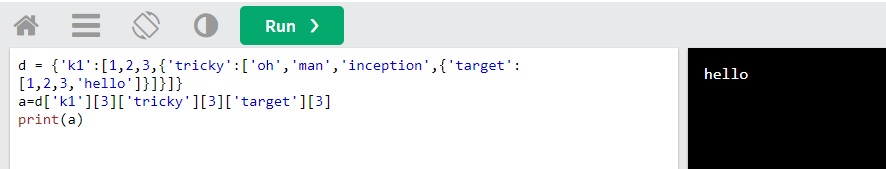 Run ❯
d = {'k1':[1,2,3,{'tricky':['oh','man','inception',{'target':
[1,2,3,'hello']}]}]}
a=d['k1'][3]['tricky'][3]['target'][3]
print(a)
hello